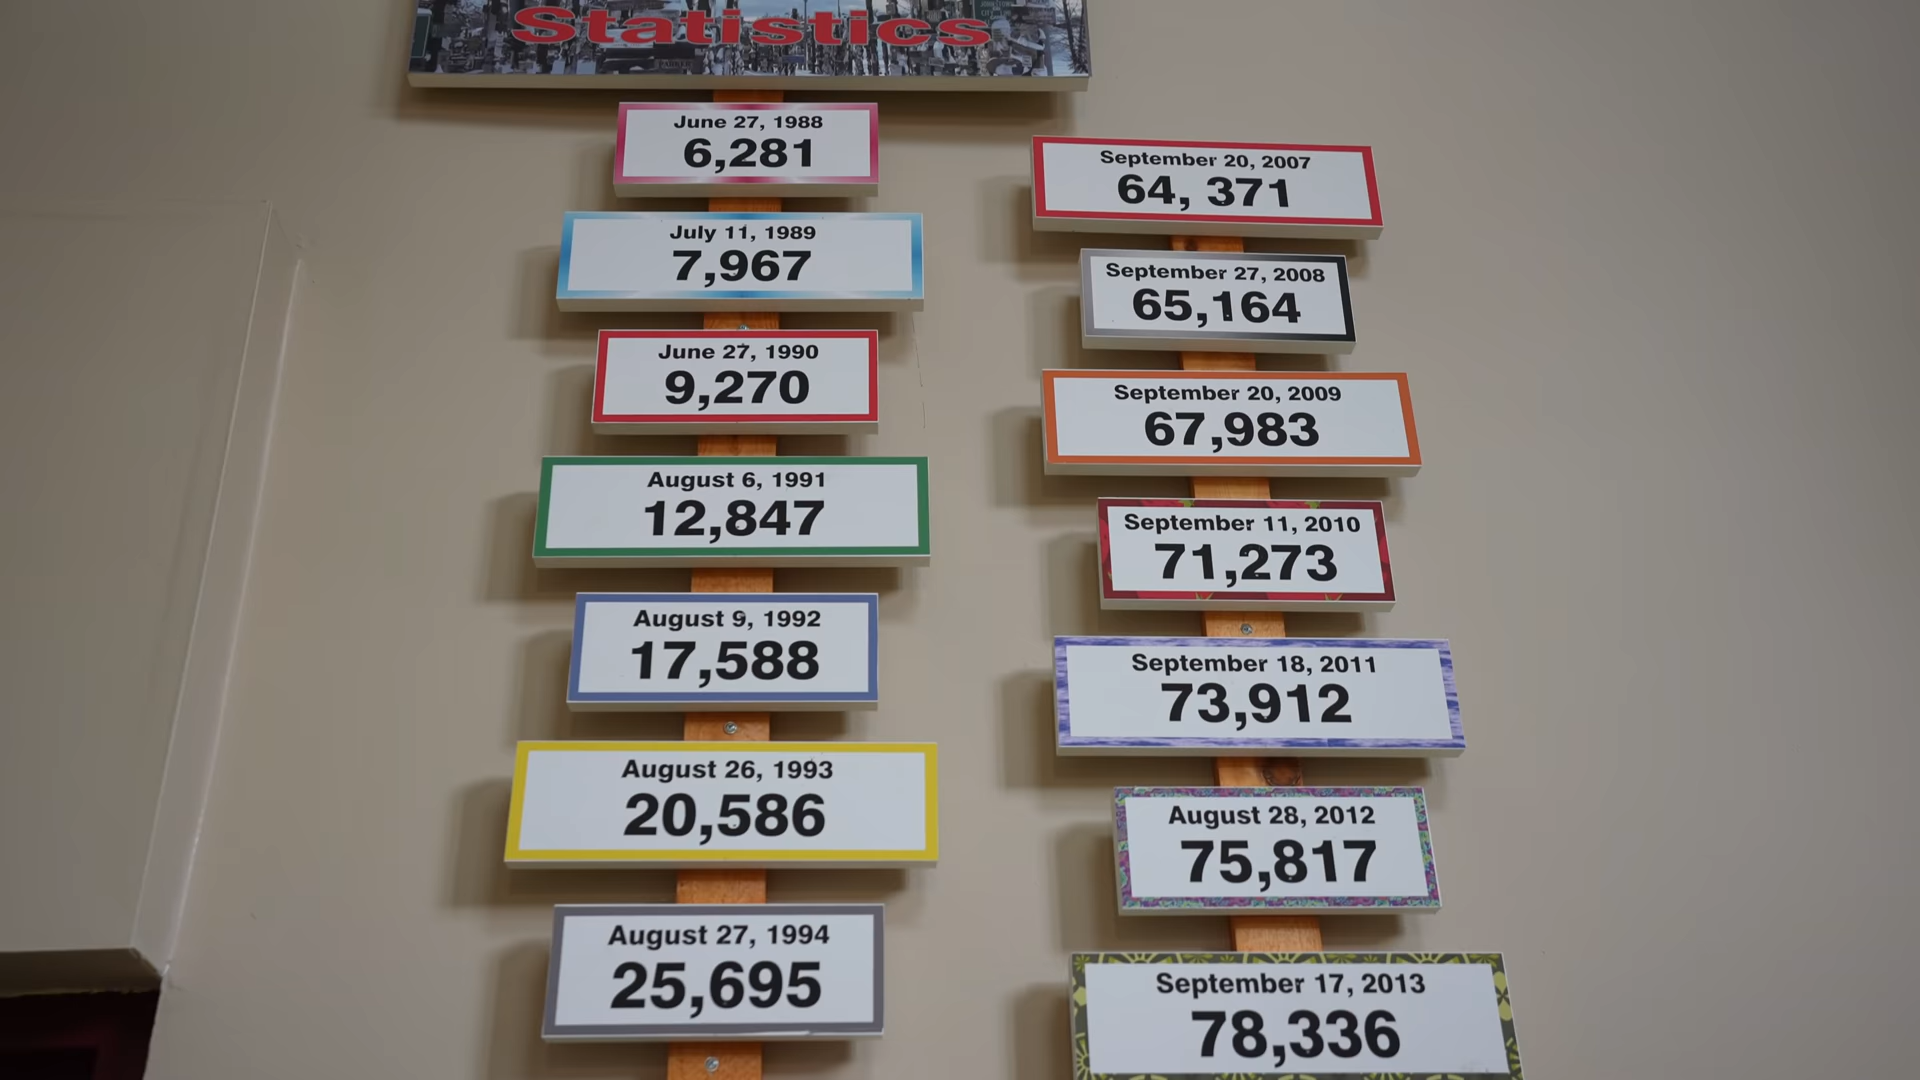 Statistics
June 27, 1988
6,281
July 11, 1989
7,967
June 27, 1990
9,270
August 6, 1991
12,847
August 9, 1992
17,588
August 26, 1993
20,586
August 27, 1994
25,695
September 20, 2007
64, 371
September 27, 2008
65,164
September 20, 2009
67,983
September 11, 2010
71,273
September 18, 2011
73,912
August 28, 2012
75,817
September 17, 2013
78,336